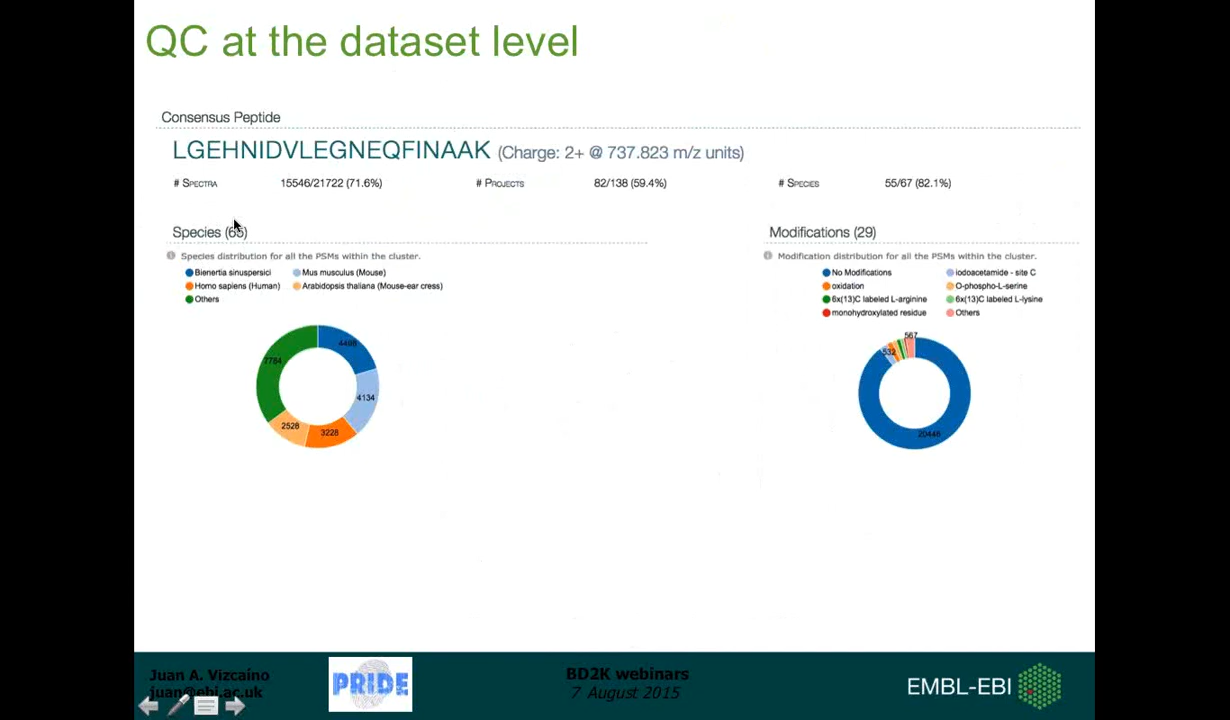 QC at the dataset level
Consensus Peptide
LGEHNIDVLEGNEQFINAAK (Charge: 2+ @ 737.823 m/z units)
# SPECTRA 15546/21722 (71.6%) # PROJECTS 82/138 (59.4%) # SPECIES 55/67 (82.1%)
Species (65) Modifications (29)
Species distribution for all the PSMs within the cluster. Modification distribution for all the PSMs within the cluster.
Bienertia sinuspersici Mus musculus (Mouse) No Modifications iodoacetamide - site C
Homo sapiens (Human) Arabidopsis thaliana (Mouse-ear cress) oxidation O-phospho-L-serine
Others 6x(13)C labeled L-arginine 6x(13)C labeled L-lysine
monohydroxylated residue Others
567
4498
532
7784
4134
2528
3228
20446
Juan A. Vizcaíno
juan@ebi.ac.uk
PRIDE
BD2K webinars
7 August 2015
EMBL-EBI